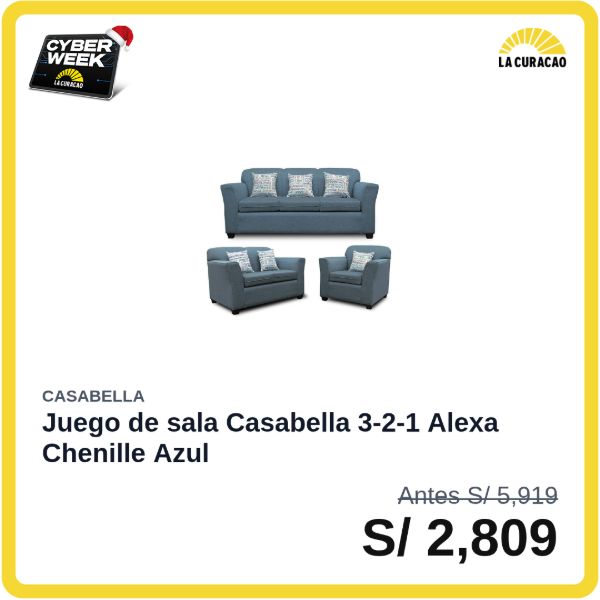 CYBER
WEEK
LA CURACAO
LA CURACAO
CASABELLA
Juego de sala Casabella 3-2-1 Alexa
Chenille Azul
Antes S/ 5,919
S/ 2,809